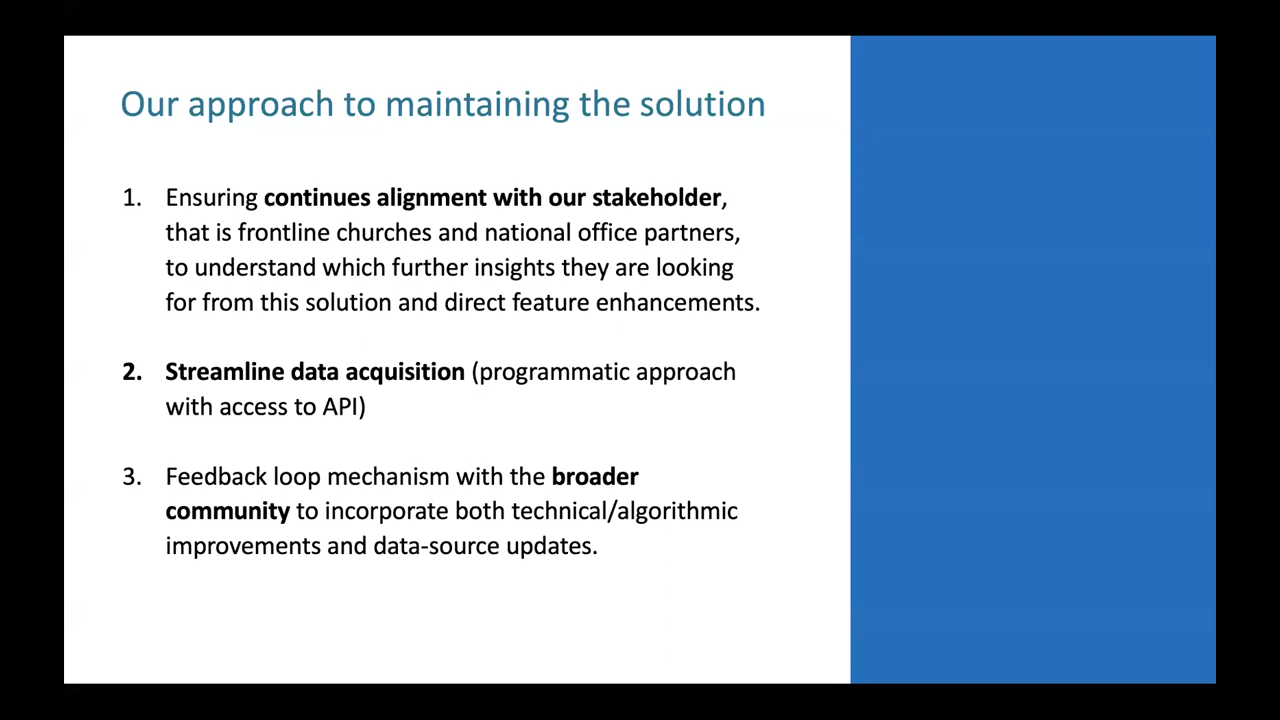 Our approach to maintaining the solution
1. Ensuring continues alignment with our stakeholder,
that is frontline churches and national office partners,
to understand which further insights they are looking
for from this solution and direct feature enhancements.
2. Streamline data acquisition (programmatic approach
with access to API)
3. Feedback loop mechanism with the broader
community to incorporate both technical/algorithmic
improvements and data-source updates.